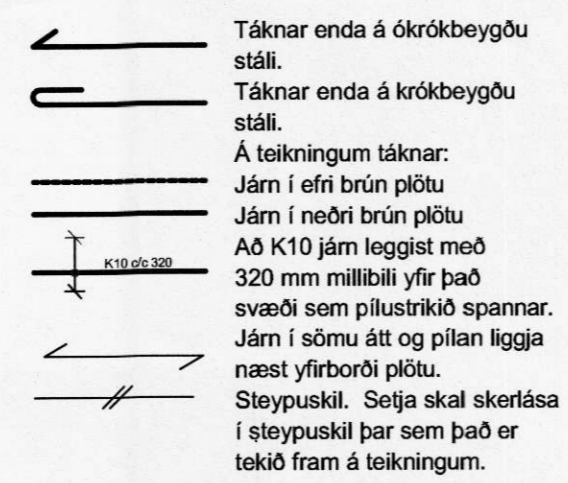 Táknar enda á ókrókbeygðu
stáli.
Táknar enda á krókbeygðu
stáli.
Á teikningum táknar:
Járn í efri brún plötu
Járn í neðri brún plötu
Að K10 járn leggist með
K10 c/c 320
320 mm millibili yfir það
svæði sem pílustrikið spannar.
Járn í sömu átt og pílan liggja
næst yfirborði plötu.
Steypuskil. Setja skal skerlása
í steypuskil þar sem það er
tekið fram á teikningum.